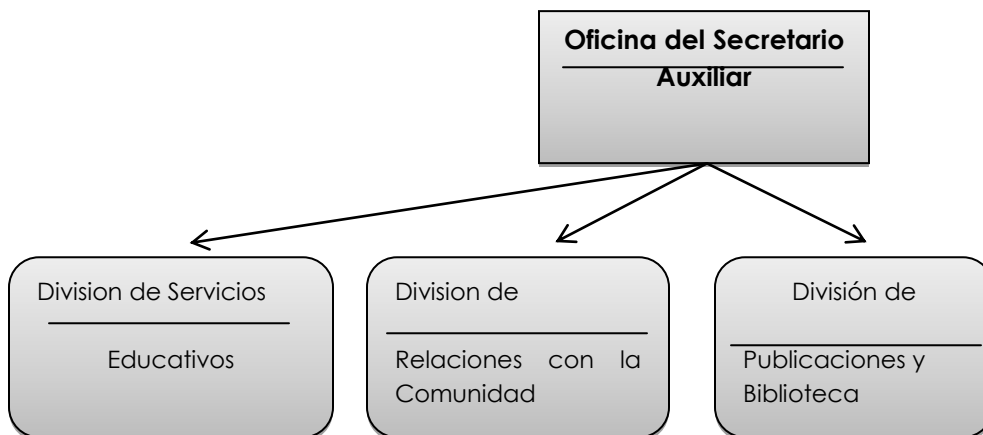 Oficina del Secretario
Auxiliar
Division de Servicios
Educativos
Division de
Relaciones con la
Comunidad
División de
Publicaciones y
Biblioteca